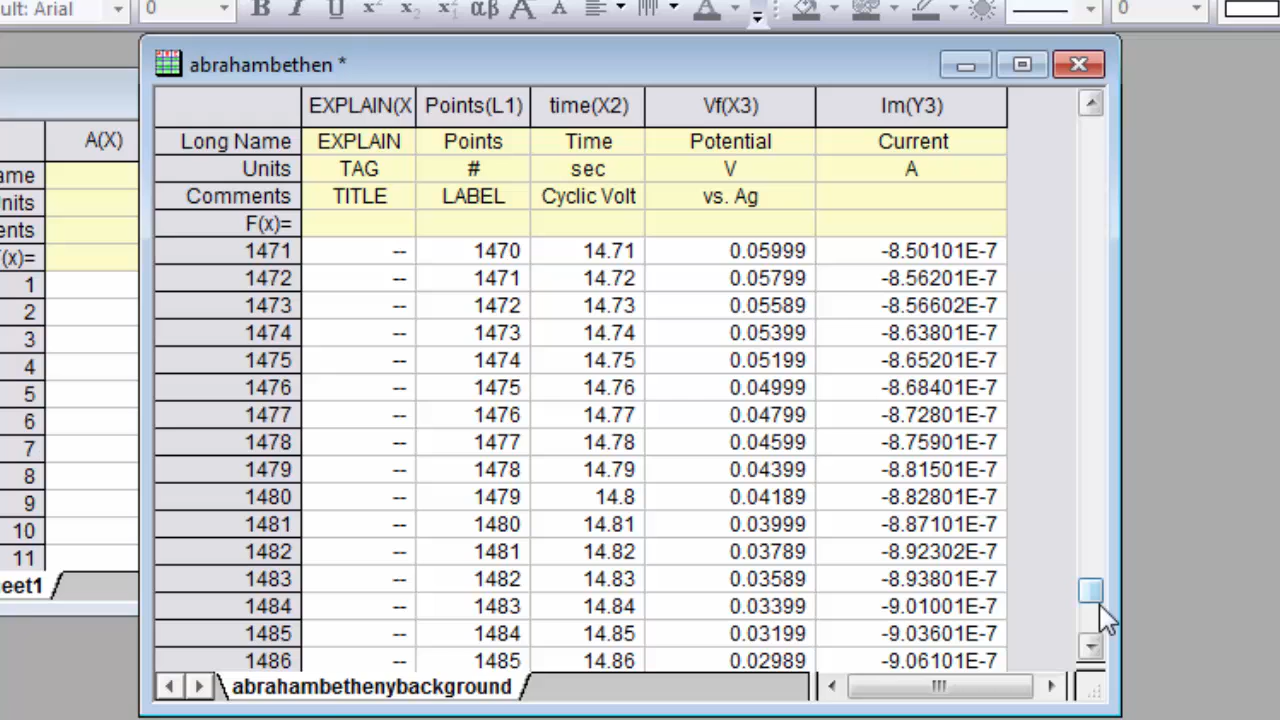 ult: Arial 0 B I U x² x₂ x₁² αβ A A A 0
abrahambethen *
A(X) EXPLAIN(X Points(L1) time(X2) Vf(X3) Im(Y3)
Long Name EXPLAIN Points Time Potential Current
ame
Units TAG # sec V A
nits
Comments TITLE LABEL Cyclic Volt vs. Ag
ents
F(x)=
(x)=
1471 -- 1470 14.71 0.05999 -8.50101E-7
1 1472 -- 1471 14.72 0.05799 -8.56201E-7
2 1473 -- 1472 14.73 0.05589 -8.56602E-7
3 1474 -- 1473 14.74 0.05399 -8.63801E-7
4 1475 -- 1474 14.75 0.05199 -8.65201E-7
5 1476 -- 1475 14.76 0.04999 -8.68401E-7
6 1477 -- 1476 14.77 0.04799 -8.72801E-7
7 1478 -- 1477 14.78 0.04599 -8.75901E-7
8 1479 -- 1478 14.79 0.04399 -8.81501E-7
9 1480 -- 1479 14.8 0.04189 -8.82801E-7
10 1481 -- 1480 14.81 0.03999 -8.87101E-7
11 1482 -- 1481 14.82 0.03789 -8.92302E-7
eet1 1483 -- 1482 14.83 0.03589 -8.93801E-7
1484 -- 1483 14.84 0.03399 -9.01001E-7
1485 -- 1484 14.85 0.03199 -9.03601E-7
1486 -- 1485 14.86 0.02989 -9.06101E-7
abrahambethenybackground